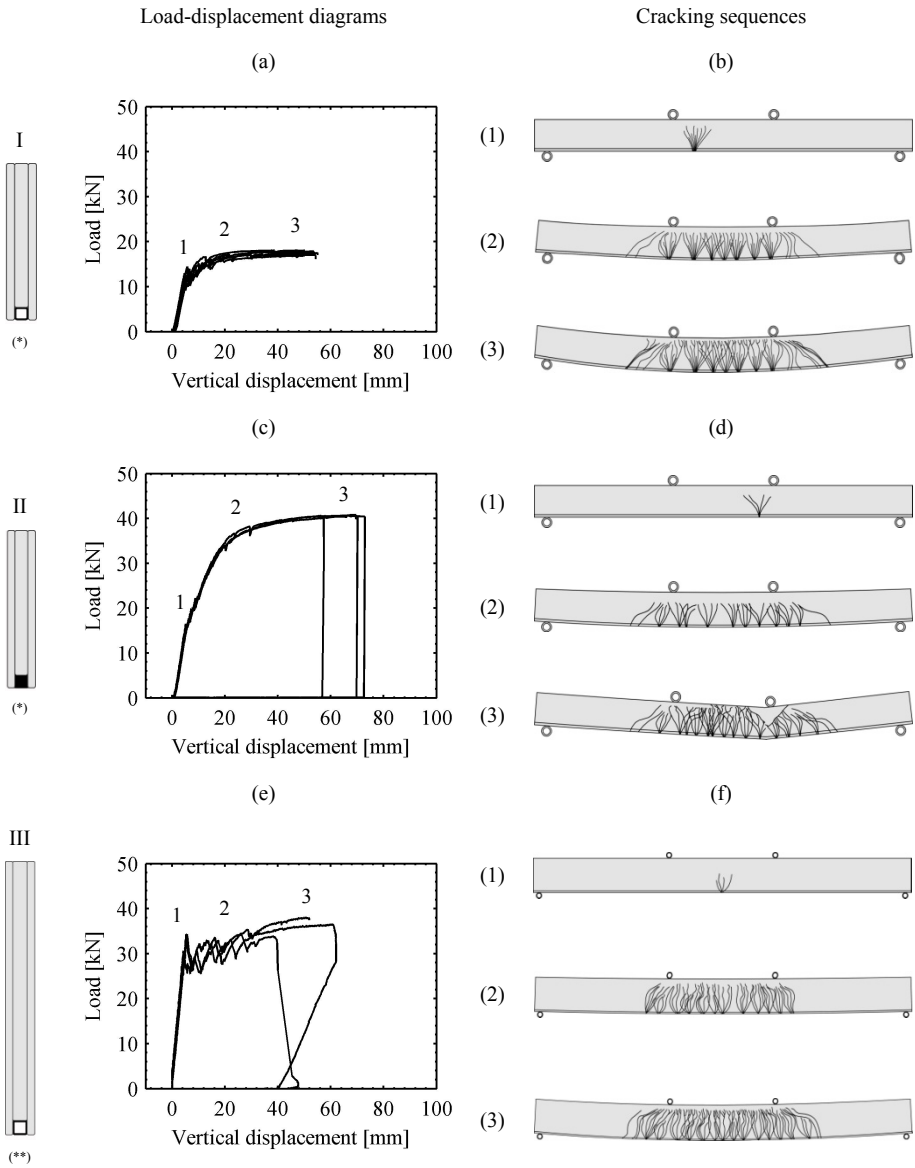 Load-displacement diagrams
Cracking sequences
(a)
(b)
I
(*)
50
40
30
20
10
0
Load [kN]
1
2
3
0 20 40 60 80 100
Vertical displacement [mm]
(1)
(2)
(3)
(c)
(d)
II
(*)
50
40
30
20
10
0
Load [kN]
1
2
3
0 20 40 60 80 100
Vertical displacement [mm]
(1)
(2)
(3)
(e)
(f)
III
(**)
50
40
30
20
10
0
Load [kN]
1
2
3
0 20 40 60 80 100
Vertical displacement [mm]
(1)
(2)
(3)